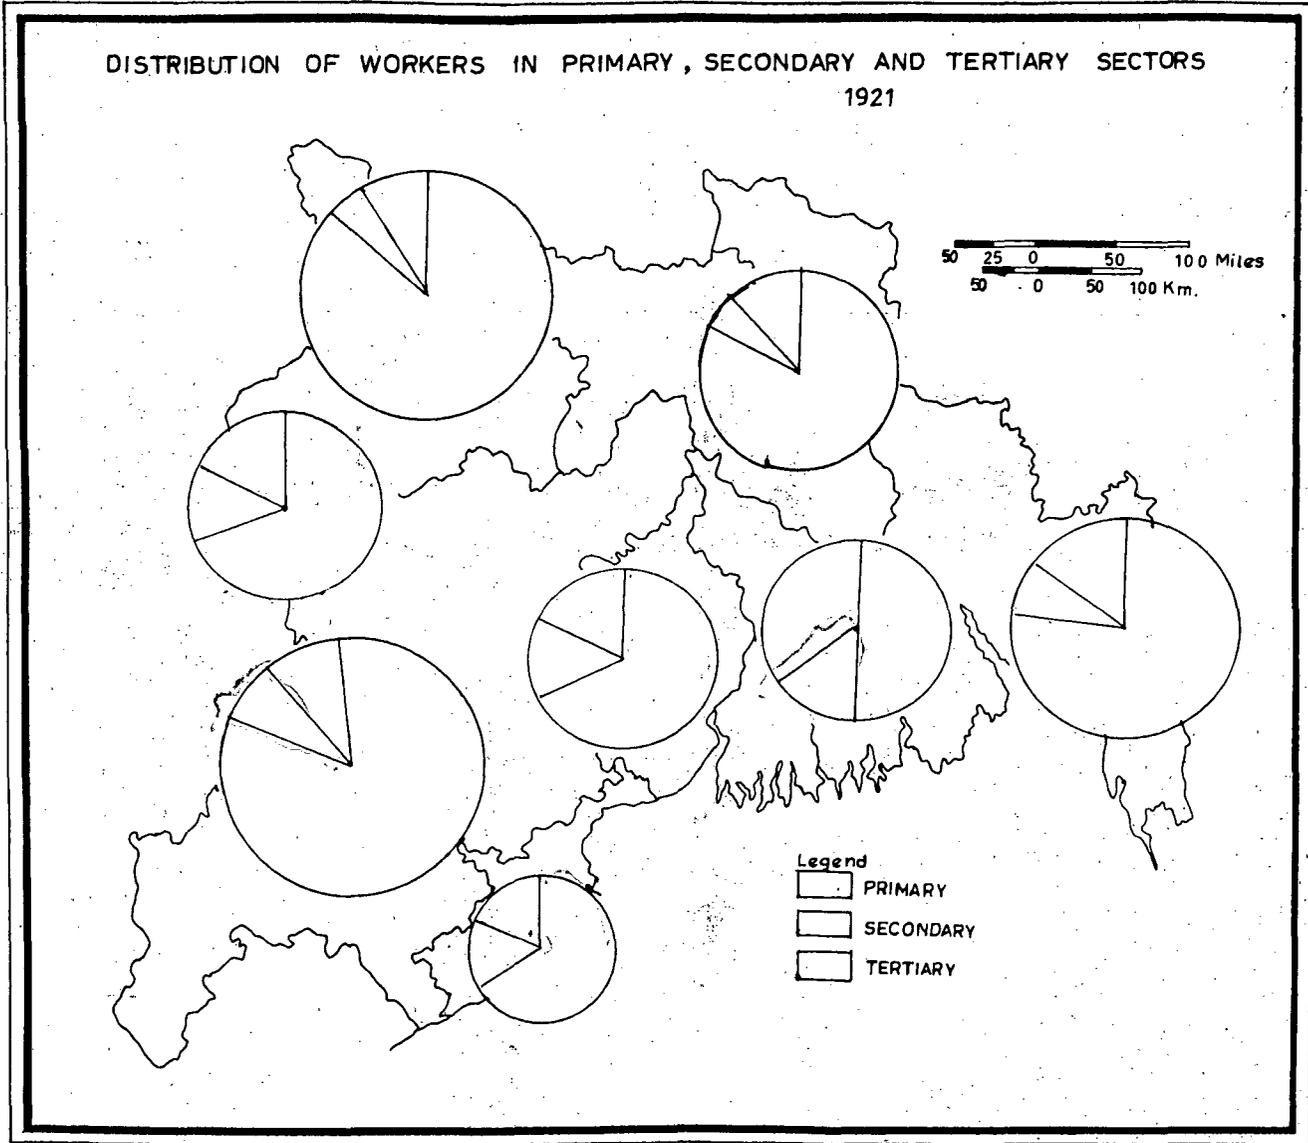 DISTRIBUTION OF WORKERS IN PRIMARY, SECONDARY AND TERTIARY SECTORS
1921
50 25 0 50 100 Miles
50 0 50 100 Km.
Legend
PRIMARY
SECONDARY
TERTIARY